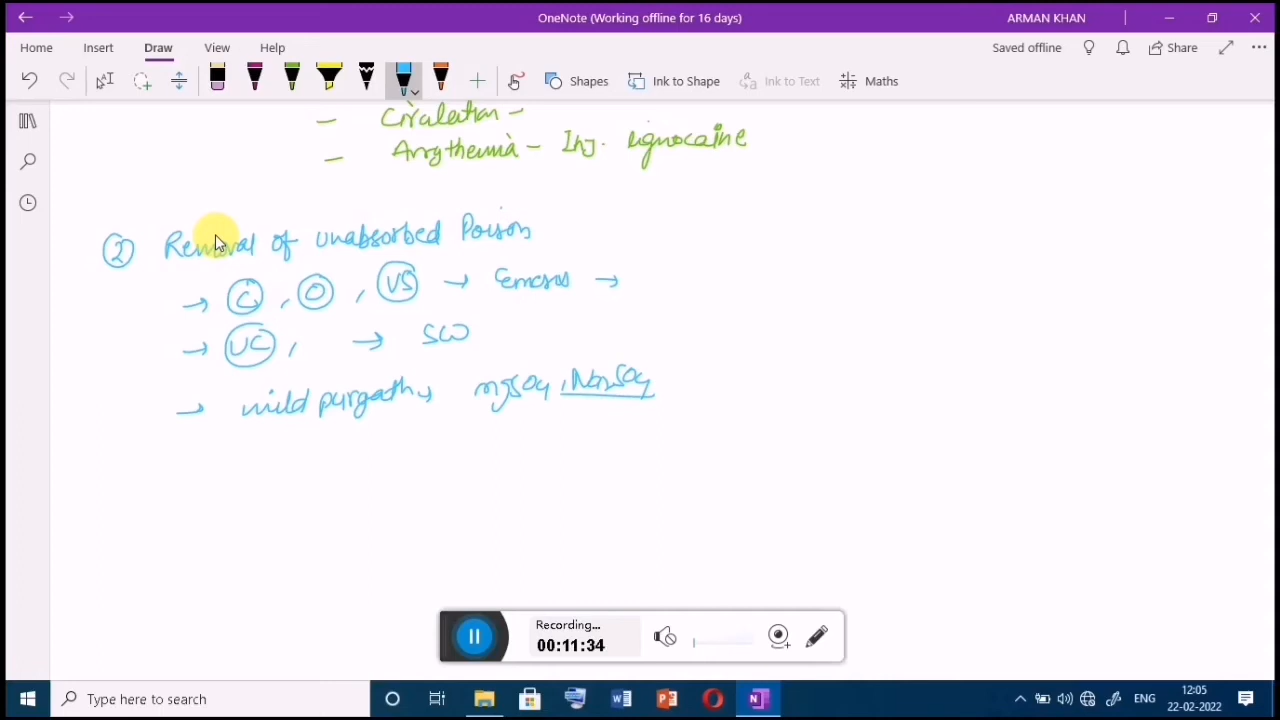 OneNote (Working offline for 16 days)
ARMAN KHAN
Home Insert Draw View Help
Saved offline
Share
Shapes
Ink to Shape
Ink to Text
Maths
- Circulation -
- Arrythemia - Inj. lignocaine
② Removal of unabsorbed Poison
→ C, O, VS → Emesis →
→ UC, → SW
→ mild purgath → MgSO4, Na2SO4
Recording...
00:11:34
Type here to search
ENG
12:05
22-02-2022